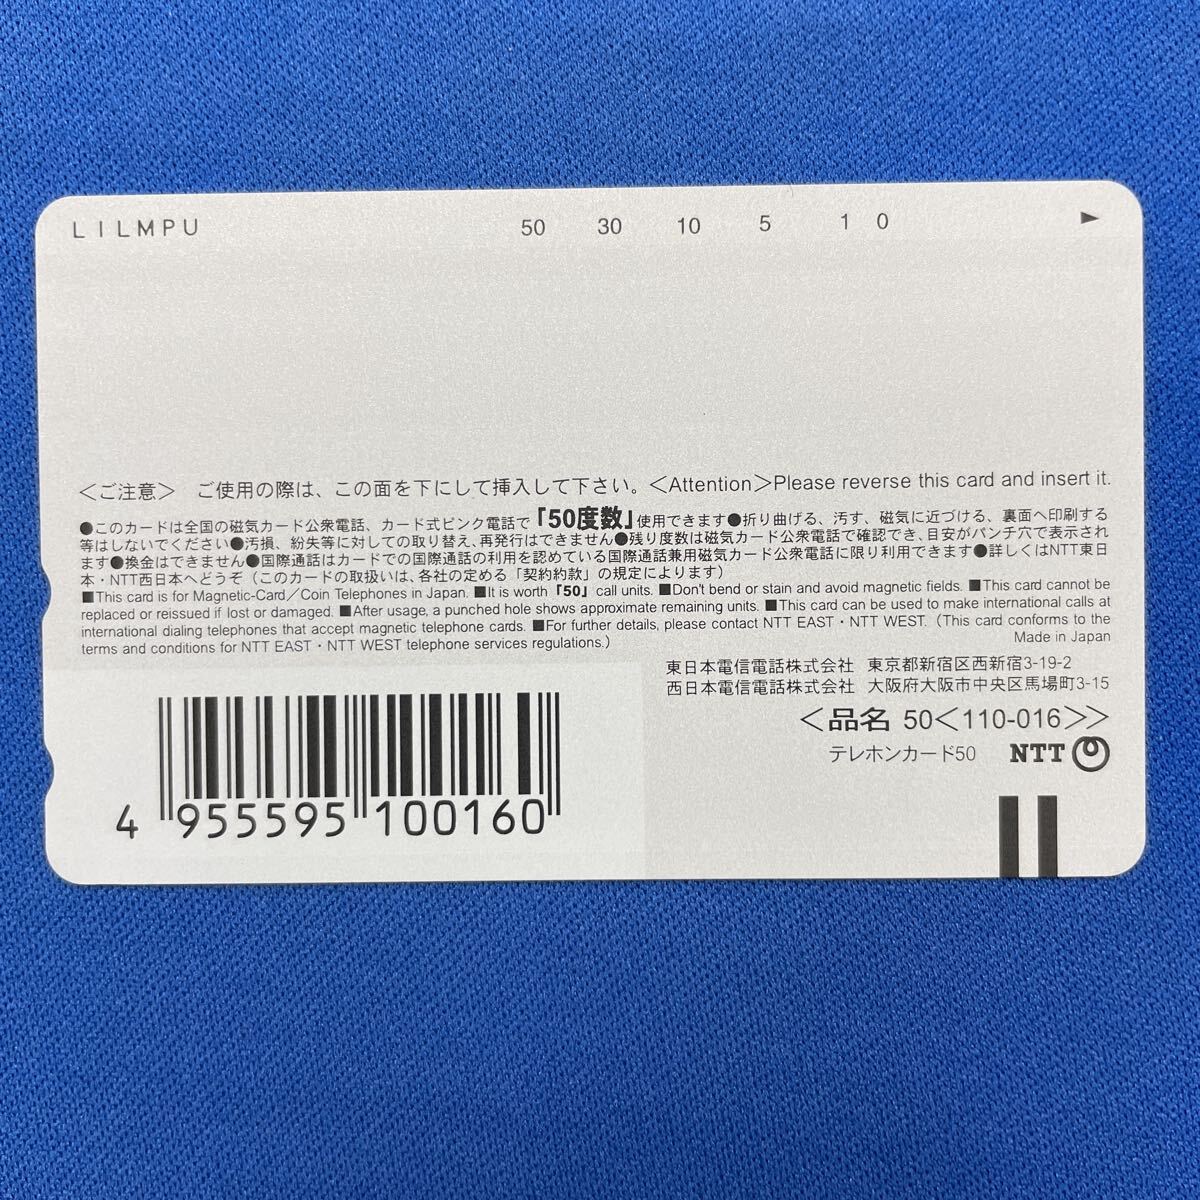 LILMPU 50 30 10 5 1 0 ▶
＜ご注意＞ ご使用の際は、この面を下にして挿入して下さい。＜Attention＞Please reverse this card and insert it.
●このカードは全国の磁気カード公衆電話、カード式ピンク電話で「50度数」使用できます●折り曲げる、汚す、磁気に近づける、裏面へ印刷する
等はしないでください●汚損、紛失等に対しての取り替え、再発行はできません●残り度数は磁気カード公衆電話で確認でき、目安がパンチ穴で表示され
ます●換金はできません●国際通話はカードでの国際通話の利用を認めている国際通話兼用磁気カード公衆電話に限り利用できます●詳しくはNTT東日
本・NTT西日本へどうぞ（このカードの取扱いは、各社の定める「契約約款」の規定によります）
■This card is for Magnetic-Card／Coin Telephones in Japan. ■It is worth「50」call units. ■Don't bend or stain and avoid magnetic fields. ■This card cannot be
replaced or reissued if lost or damaged. ■After usage, a punched hole shows approximate remaining units. ■This card can be used to make international calls at
international dialing telephones that accept magnetic telephone cards. ■For further details, please contact NTT EAST・NTT WEST.（This card conforms to the
terms and conditions for NTT EAST・NTT WEST telephone services regulations.）
Made in Japan
東日本電信電話株式会社 東京都新宿区西新宿3-19-2
西日本電信電話株式会社 大阪府大阪市中央区馬場町3-15
＜品名 50＜110-016＞＞
テレホンカード50 NTT
4 955595 100160